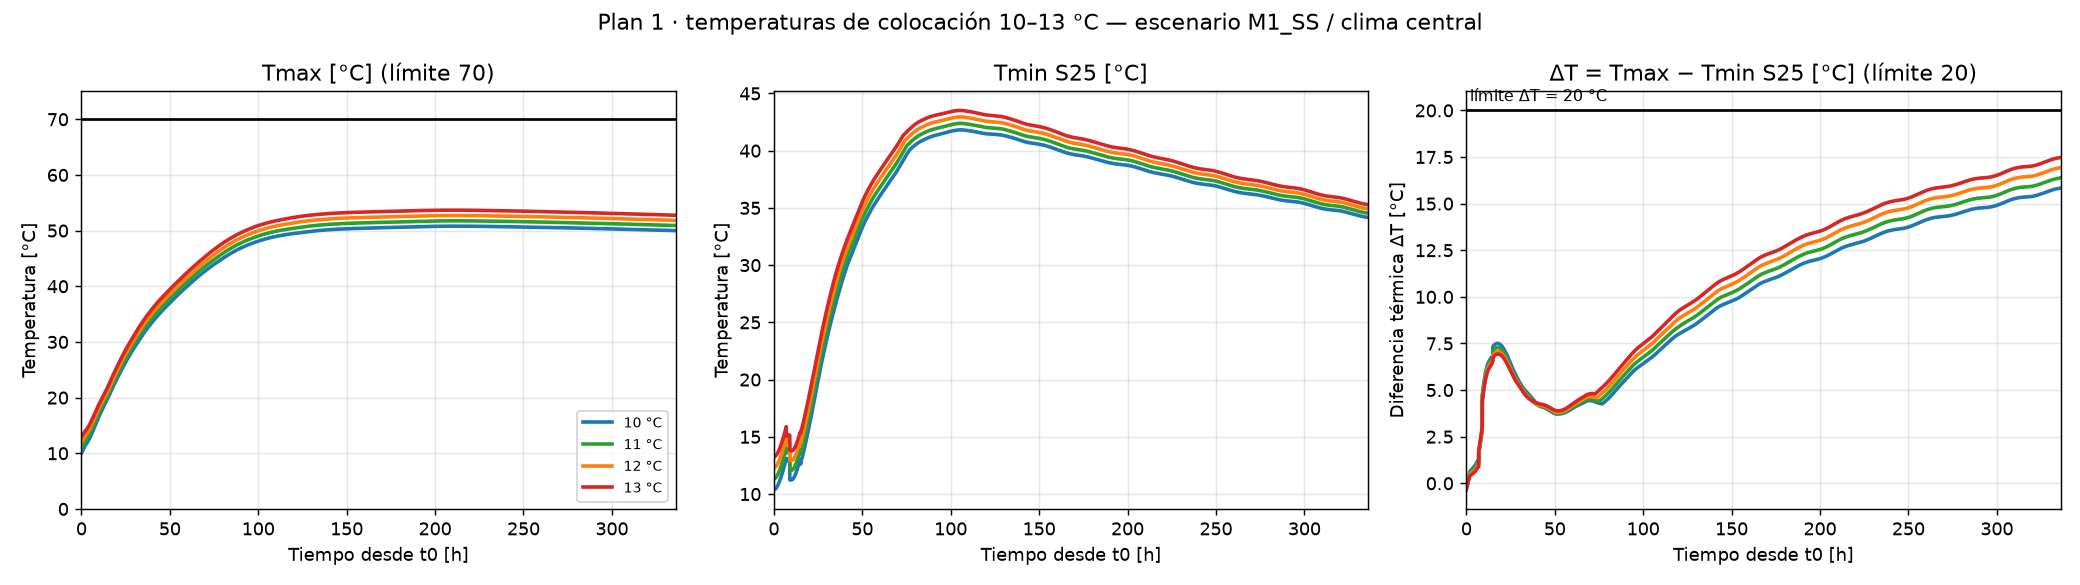 Plan 1 · temperaturas de colocación 10–13 °C — escenario M1_SS / clima central
Tmax [°C] (límite 70)
Temperatura [°C]
70
60
50
40
30
20
10
0
0 50 100 150 200 250 300
Tiempo desde t0 [h]
10 °C
11 °C
12 °C
13 °C
Tmin S25 [°C]
Temperatura [°C]
45
40
35
30
25
20
15
10
0 50 100 150 200 250 300
Tiempo desde t0 [h]
ΔT = Tmax − Tmin S25 [°C] (límite 20)
límite ΔT = 20 °C
Diferencia térmica ΔT [°C]
20.0
17.5
15.0
12.5
10.0
7.5
5.0
2.5
0.0
0 50 100 150 200 250 300
Tiempo desde t0 [h]